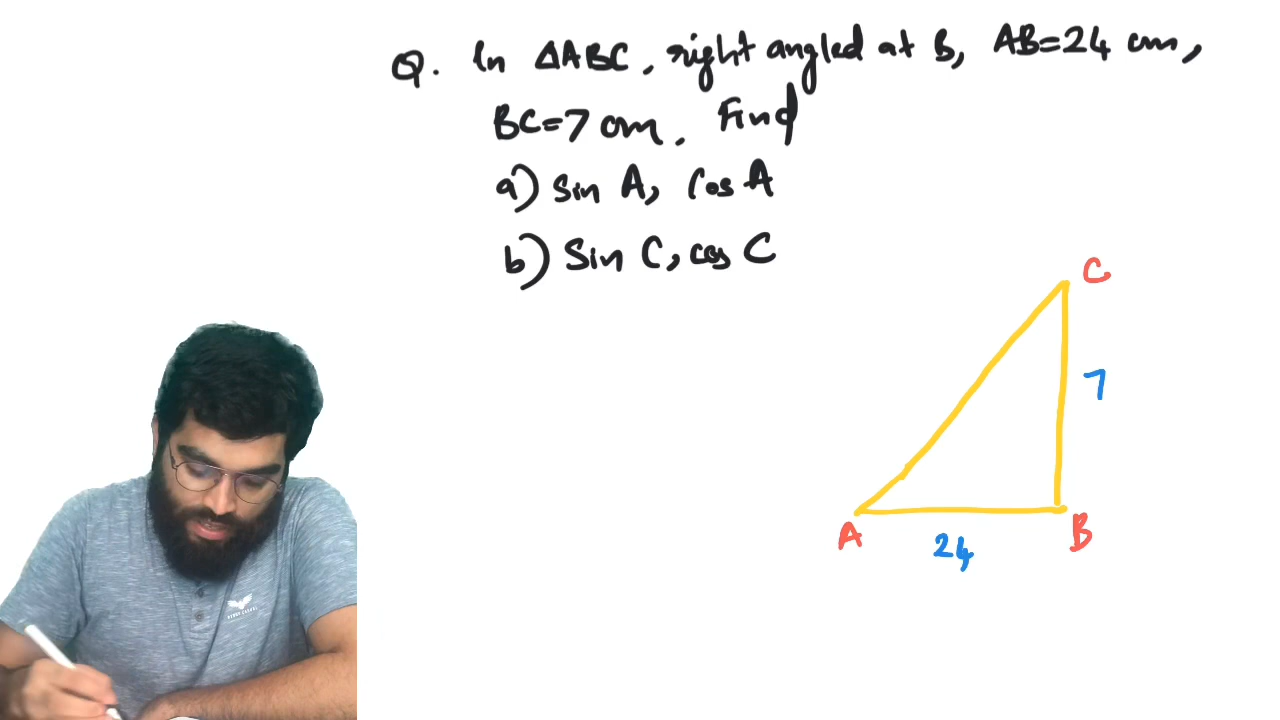 Q. In ΔABC, right angled at B, AB=24 cm,
BC=7 cm. Find
a) Sin A, Cos A
b) Sin C, cos C
C
7
A
B
24